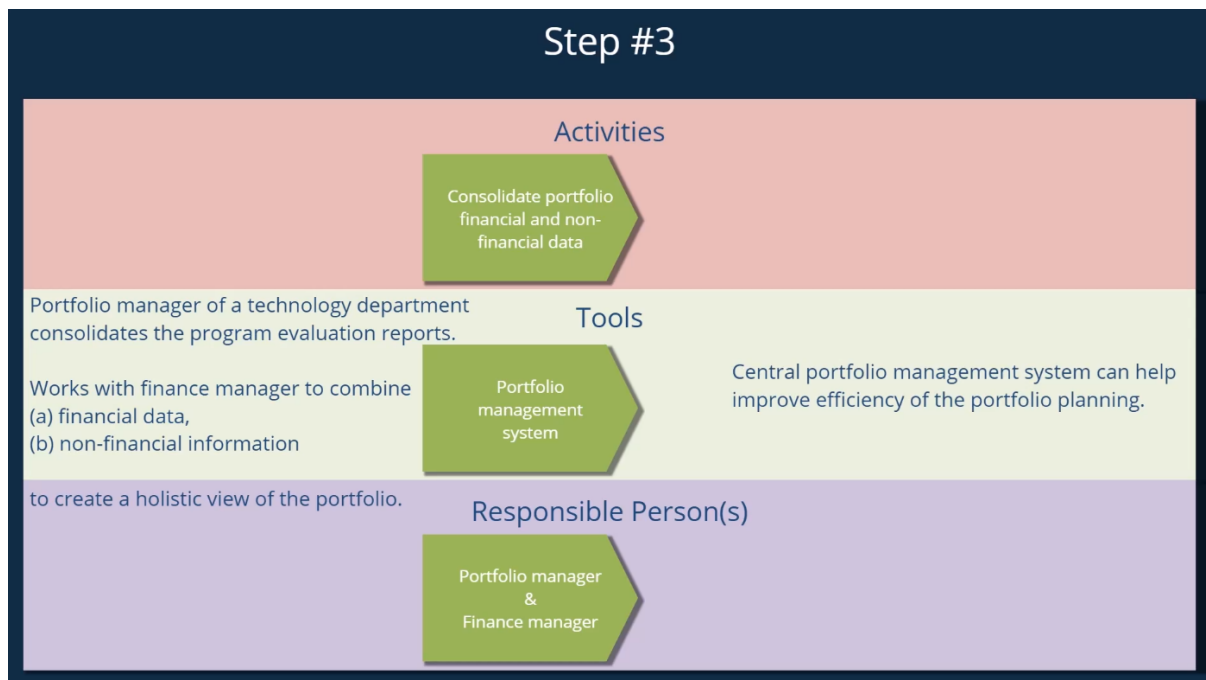 Step #3
Activities
Consolidate portfolio
financial and non-
financial data
Portfolio manager of a technology department
consolidates the program evaluation reports.
Works with finance manager to combine
(a) financial data,
(b) non-financial information
to create a holistic view of the portfolio.
Tools
Portfolio
management
system
Central portfolio management system can help
improve efficiency of the portfolio planning.
Responsible Person(s)
Portfolio manager
&
Finance manager